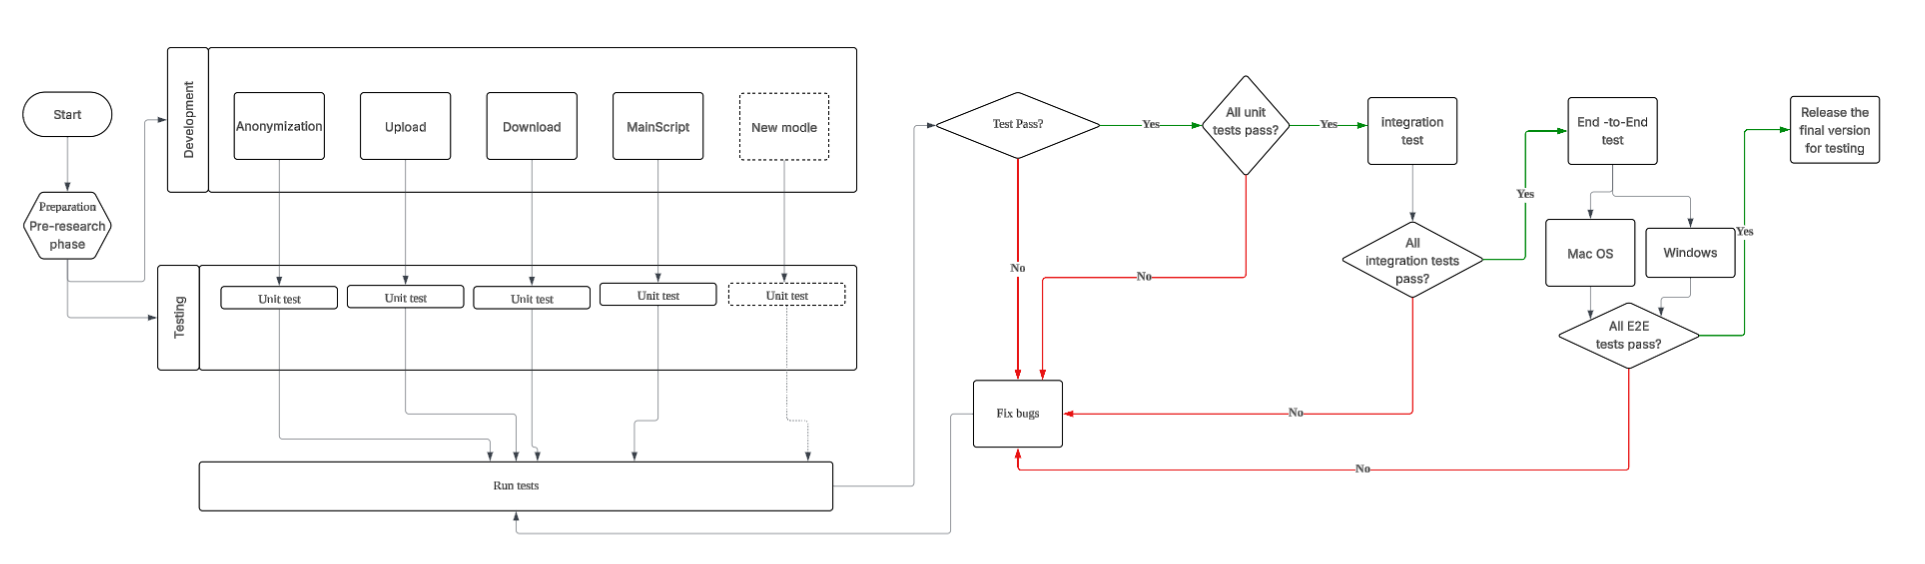 Start
Preparation
Pre-research
phase
Development
Anonymization
Upload
Download
MainScript
New modle
Testing
Unit test
Unit test
Unit test
Unit test
Unit test
Run tests
Test Pass?
Yes
No
All unit
tests pass?
Yes
No
integration
test
All
integration tests
pass?
Yes
No
End -to-End
test
Mac OS
Windows
All E2E
tests pass?
Yes
No
Release the
final version
for testing
Fix bugs